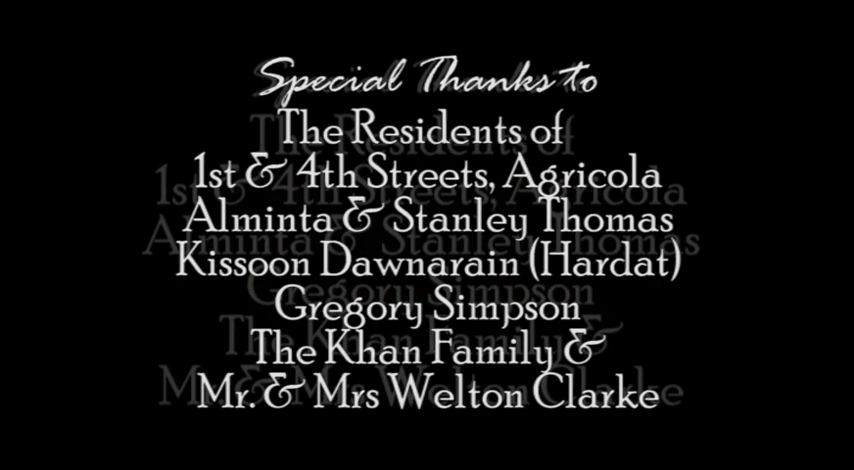 Special Thanks to
The Residents of
1st & 4th Streets, Agricola
Alminta & Stanley Thomas
Kissoon Dawnarain (Hardat)
Gregory Simpson
The Khan Family &
Mr. & Mrs Welton Clarke